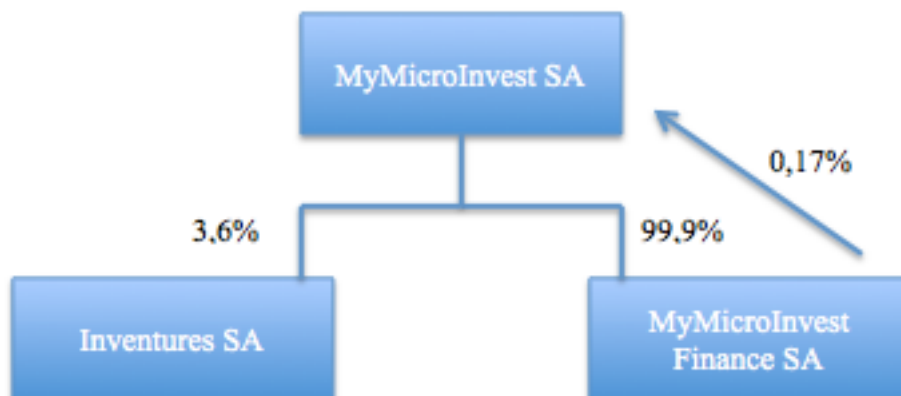 MyMicroInvest SA
0,17%
3,6%
99,9%
Inventures SA
MyMicroInvest
Finance SA